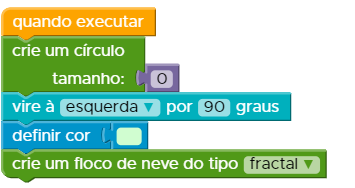 quando executar
crie um círculo
tamanho: 0
vire à esquerda ▼ por 90 graus
definir cor
crie um floco de neve do tipo fractal ▼